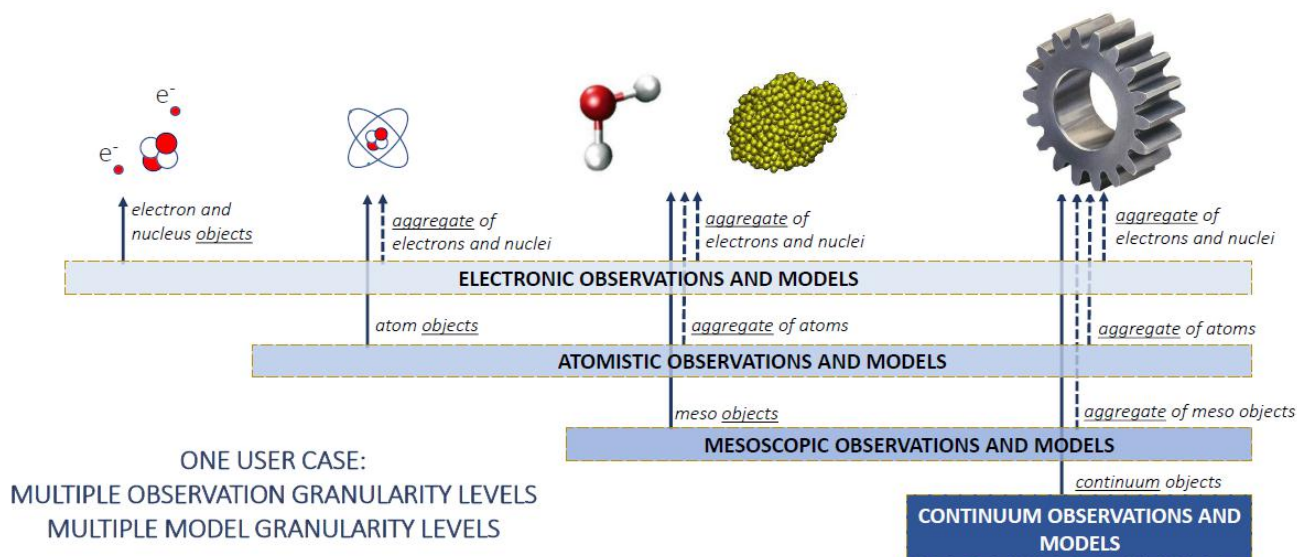 e-
e-
electron and
nucleus objects
aggregate of
electrons and nuclei
aggregate of
electrons and nuclei
aggregate of
electrons and nuclei
ELECTRONIC OBSERVATIONS AND MODELS
atom objects
aggregate of atoms
aggregate of atoms
ATOMISTIC OBSERVATIONS AND MODELS
meso objects
aggregate of meso objects
MESOSCOPIC OBSERVATIONS AND MODELS
ONE USER CASE:
MULTIPLE OBSERVATION GRANULARITY LEVELS
MULTIPLE MODEL GRANULARITY LEVELS
continuum objects
CONTINUUM OBSERVATIONS AND
MODELS